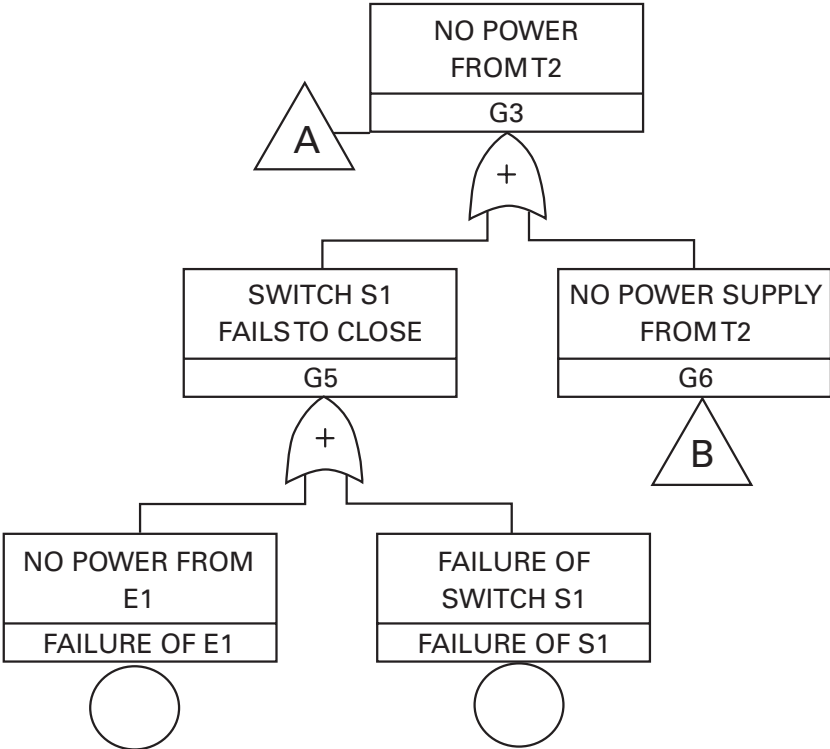 NO POWER
FROM T2
G3
A
+
SWITCH S1
FAILS TO CLOSE
G5
NO POWER SUPPLY
FROM T2
G6
+
B
NO POWER FROM
E1
FAILURE OF E1
FAILURE OF
SWITCH S1
FAILURE OF S1